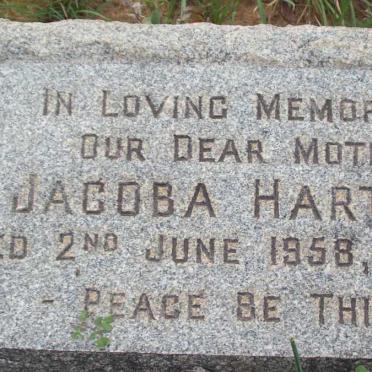 IN LOVING MEMOR
OUR DEAR MOTH
JACOBA HART
ED 2ND JUNE 1958,
- PEACE BE THI